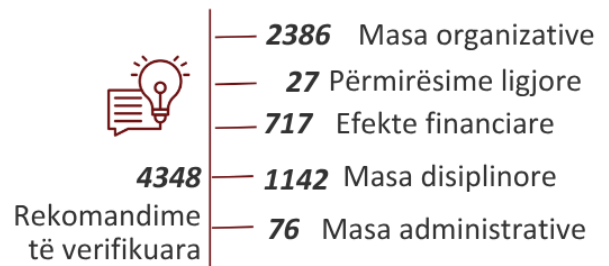 2386 Masa organizative
27 Përmirësime ligjore
717 Efekte financiare
4348
1142 Masa disiplinore
Rekomandime
të verifikuara
76 Masa administrative